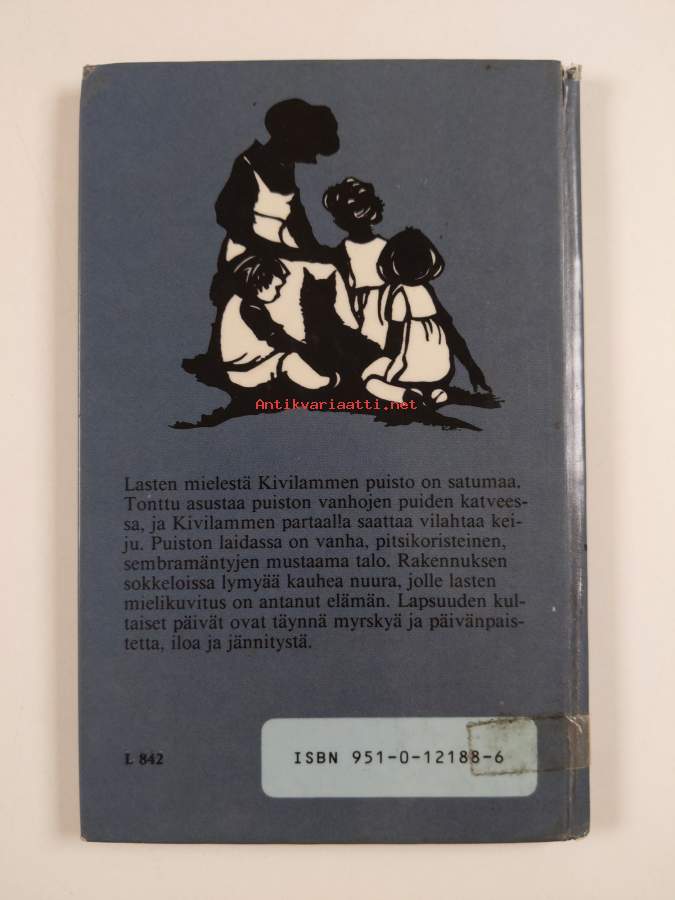 Antikvariaatti.net
Lasten mielestä Kivilammen puisto on satumaa.
Tonttu asustaa puiston vanhojen puiden katvees-
sa, ja Kivilammen partaalla saattaa vilahtaa kei-
ju. Puiston laidassa on vanha, pitsikoristeinen,
sembramäntyjen mustaama talo. Rakennuksen
sokkeloissa lymyää kauhea nuura, jolle lasten
mielikuvitus on antanut elämän. Lapsuuden kul-
taiset päivät ovat täynnä myrskyä ja päivänpais-
tetta, iloa ja jännitystä.
L 842
ISBN 951-0-12188-6